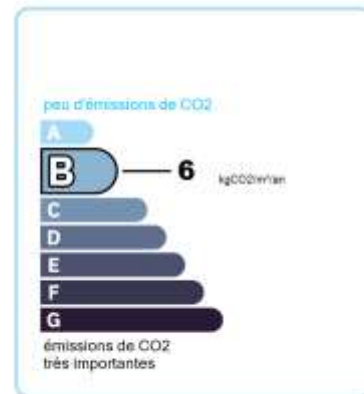 peu d'émissions de CO2
A
B 6 kgCO2/m²/an
C
D
E
F
G
émissions de CO2
très importantes